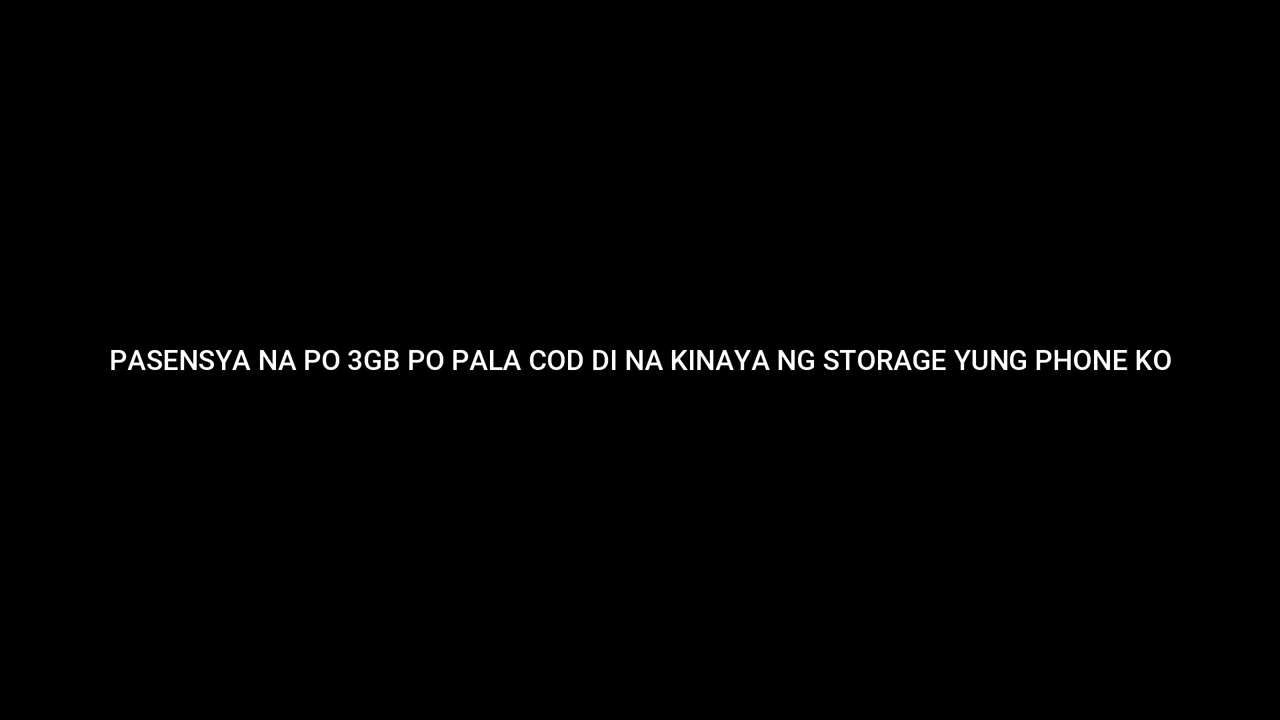 PASENSYA NA PO 3GB PO PALA COD DI NA KINAYA NG STORAGE YUNG PHONE KO